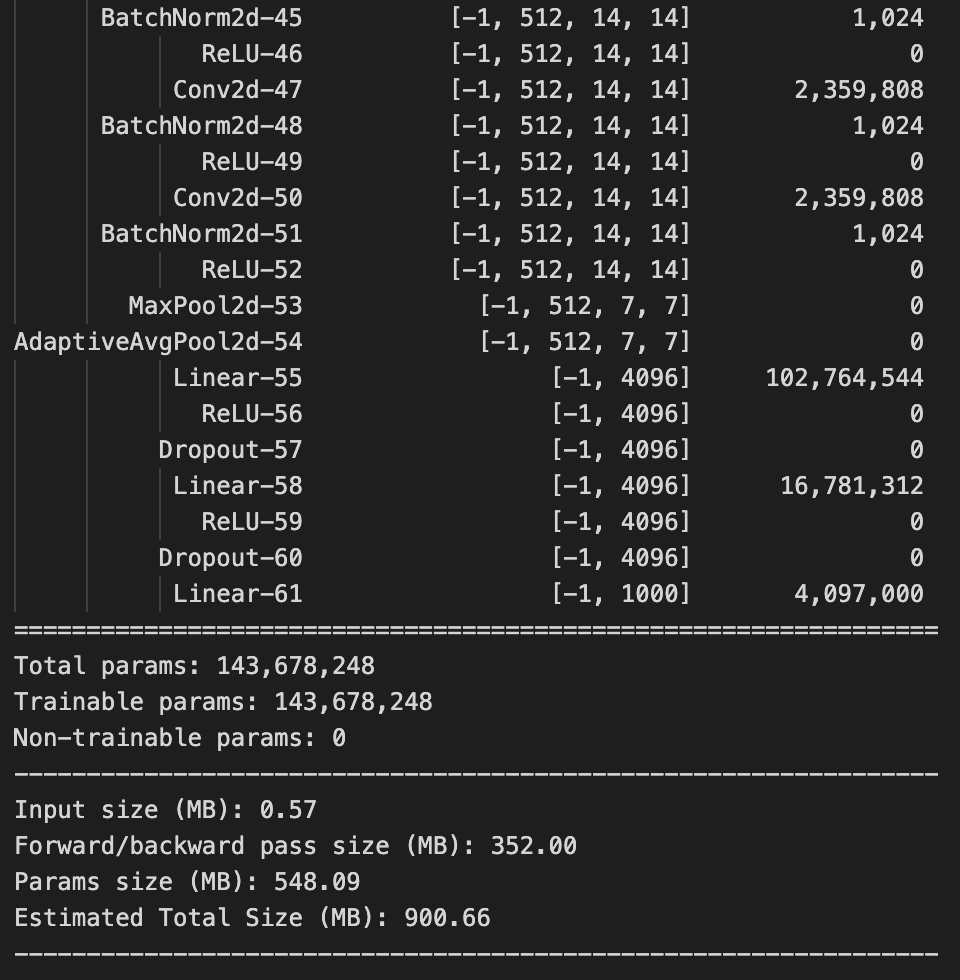 BatchNorm2d-45 [-1, 512, 14, 14] 1,024
ReLU-46 [-1, 512, 14, 14] 0
Conv2d-47 [-1, 512, 14, 14] 2,359,808
BatchNorm2d-48 [-1, 512, 14, 14] 1,024
ReLU-49 [-1, 512, 14, 14] 0
Conv2d-50 [-1, 512, 14, 14] 2,359,808
BatchNorm2d-51 [-1, 512, 14, 14] 1,024
ReLU-52 [-1, 512, 14, 14] 0
MaxPool2d-53 [-1, 512, 7, 7] 0
AdaptiveAvgPool2d-54 [-1, 512, 7, 7] 0
Linear-55 [-1, 4096] 102,764,544
ReLU-56 [-1, 4096] 0
Dropout-57 [-1, 4096] 0
Linear-58 [-1, 4096] 16,781,312
ReLU-59 [-1, 4096] 0
Dropout-60 [-1, 4096] 0
Linear-61 [-1, 1000] 4,097,000
================================================================
Total params: 143,678,248
Trainable params: 143,678,248
Non-trainable params: 0
----------------------------------------------------------------
Input size (MB): 0.57
Forward/backward pass size (MB): 352.00
Params size (MB): 548.09
Estimated Total Size (MB): 900.66
----------------------------------------------------------------